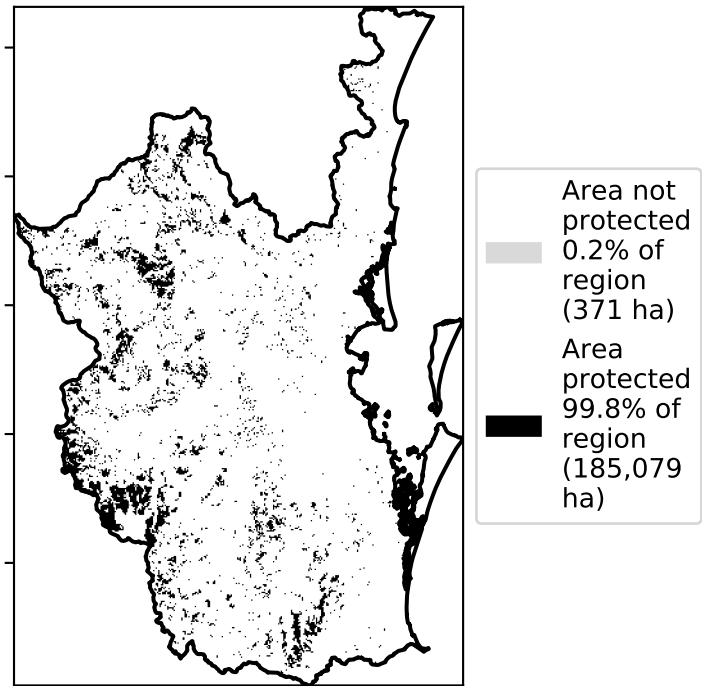 Area not
protected
0.2% of
region
(371 ha)
Area
protected
99.8% of
region
(185,079
ha)